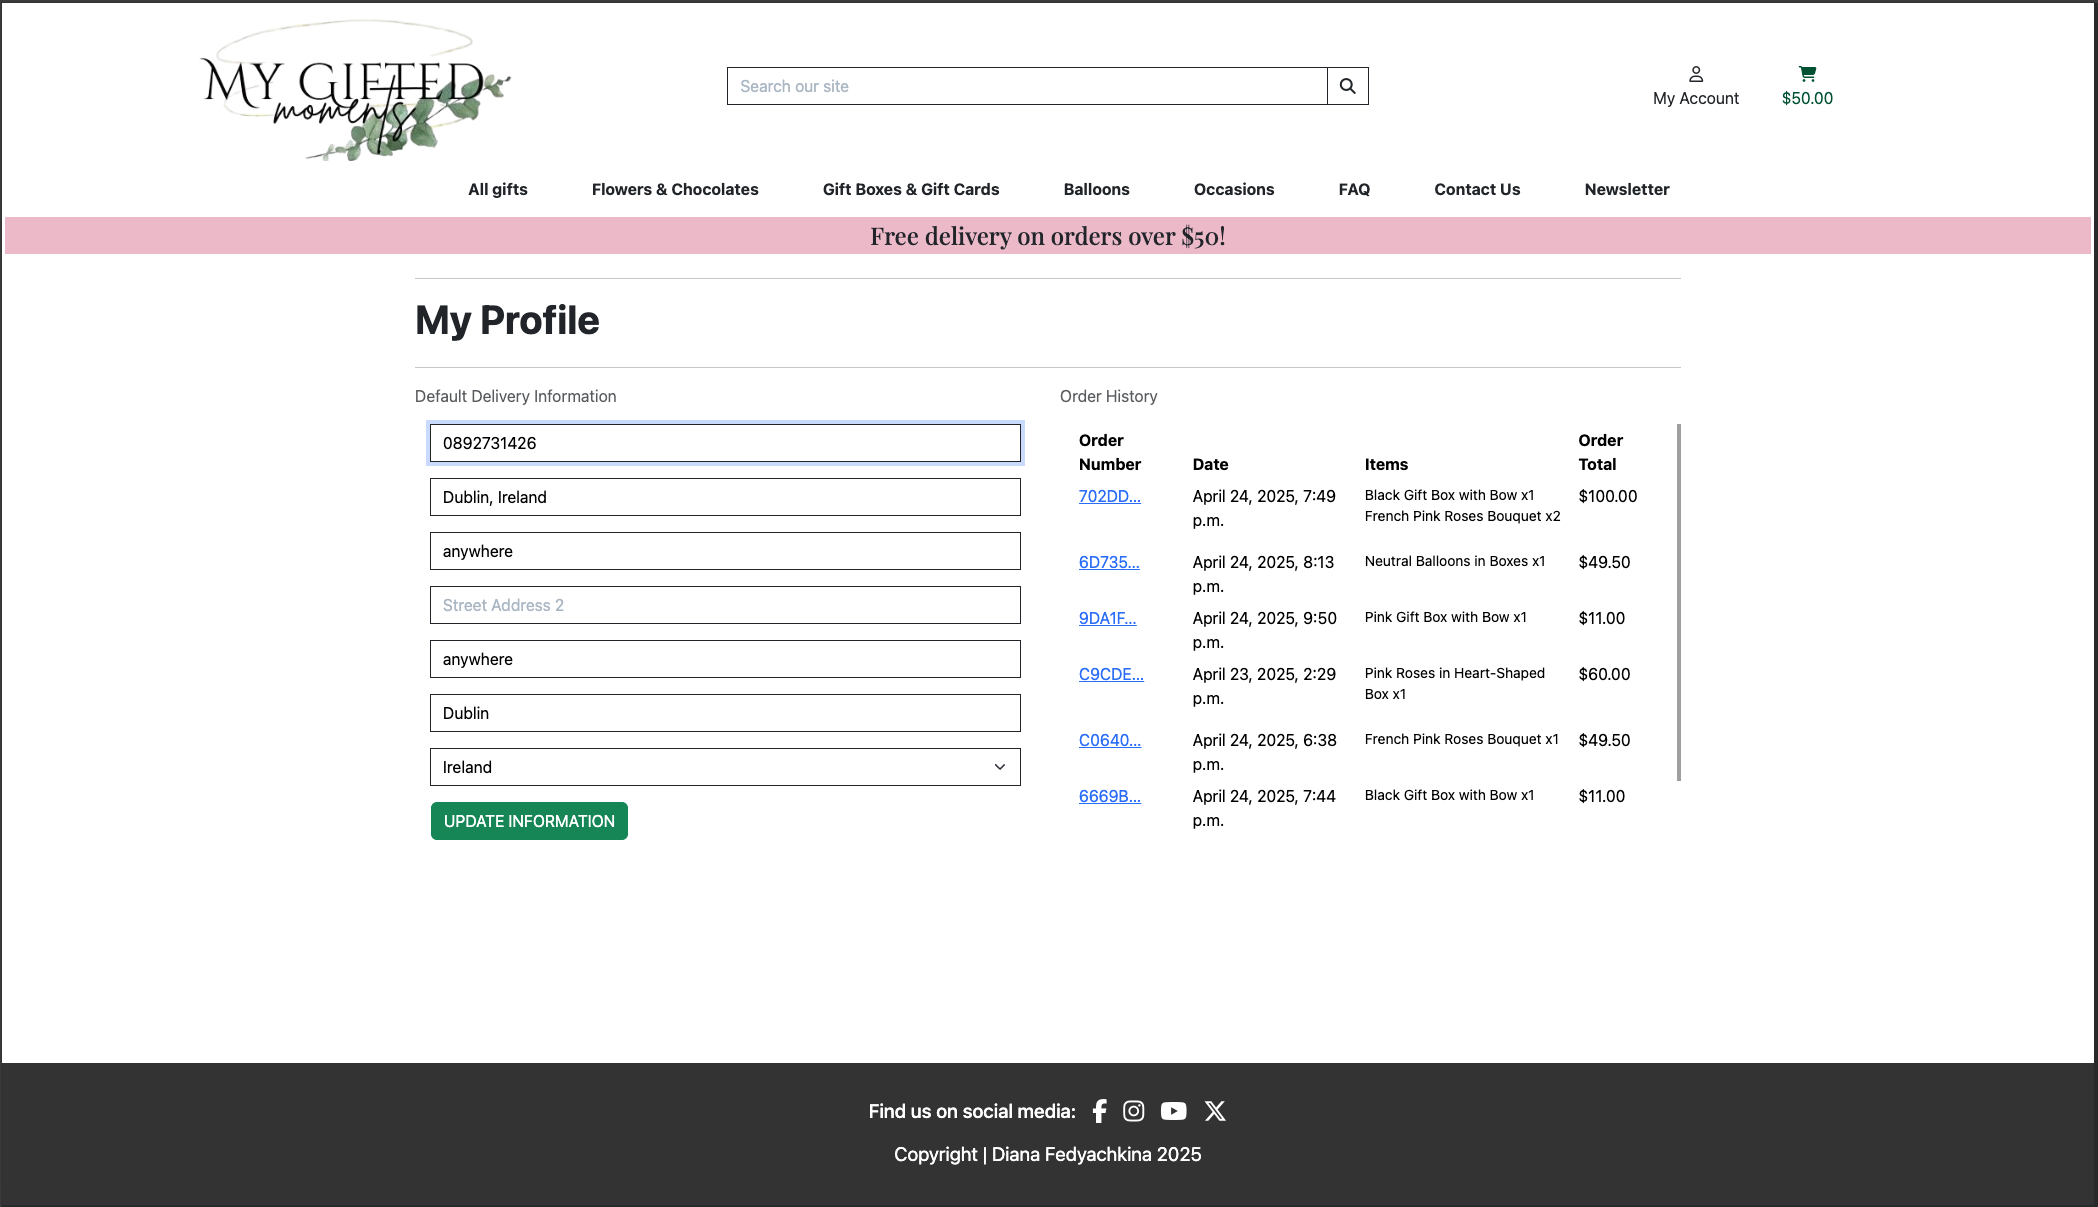 MY GIFTED
moments
Search our site
My Account
$50.00
All gifts
Flowers & Chocolates
Gift Boxes & Gift Cards
Balloons
Occasions
FAQ
Contact Us
Newsletter
Free delivery on orders over $50!
My Profile
Default Delivery Information
0892731426
Dublin, Ireland
anywhere
Street Address 2
anywhere
Dublin
Ireland
UPDATE INFORMATION
Order History
Order Number Date Items Order Total
702DD... April 24, 2025, 7:49 p.m. Black Gift Box with Bow x1 $100.00
French Pink Roses Bouquet x2
6D735... April 24, 2025, 8:13 p.m. Neutral Balloons in Boxes x1 $49.50
9DA1F... April 24, 2025, 9:50 p.m. Pink Gift Box with Bow x1 $11.00
C9CDE... April 23, 2025, 2:29 p.m. Pink Roses in Heart-Shaped Box x1 $60.00
C0640... April 24, 2025, 6:38 p.m. French Pink Roses Bouquet x1 $49.50
6669B... April 24, 2025, 7:44 p.m. Black Gift Box with Bow x1 $11.00
Find us on social media:
Copyright | Diana Fedyachkina 2025